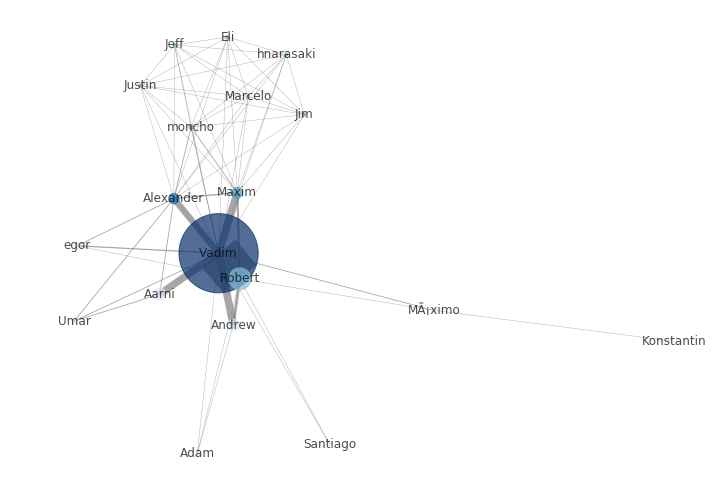 Eli
Jeff
hnarasaki
Justin
Marcelo
Jim
moncho
Maxim
Alexander
egor
Vadim
Robert
Aarni
MÃ¡ximo
Umar
Andrew
Konstantin
Santiago
Adam